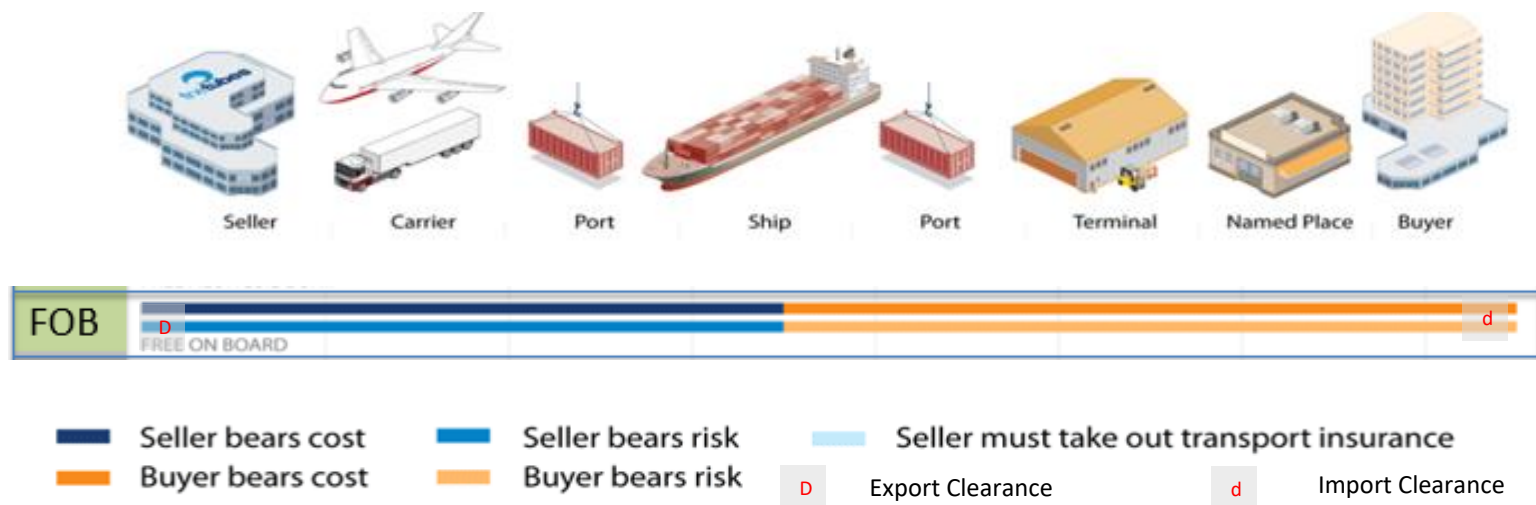 Seller Carrier Port Ship Port Terminal Named Place Buyer
FOB
D
d
FREE ON BOARD
Seller bears cost Seller bears risk Seller must take out transport insurance
Buyer bears cost Buyer bears risk D Export Clearance d Import Clearance